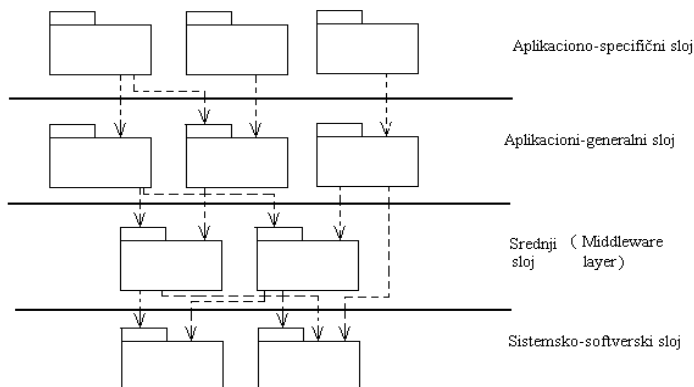 Aplikaciono-specifični sloj
Aplikacioni-generalni sloj
Srednji ( Middleware
sloj layer)
Sistemsko-softverski sloj